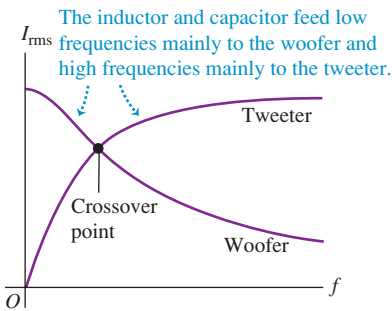 The inductor and capacitor feed low
frequencies mainly to the woofer and
high frequencies mainly to the tweeter.
I_rms
Tweeter
Crossover
point
Woofer
O
f